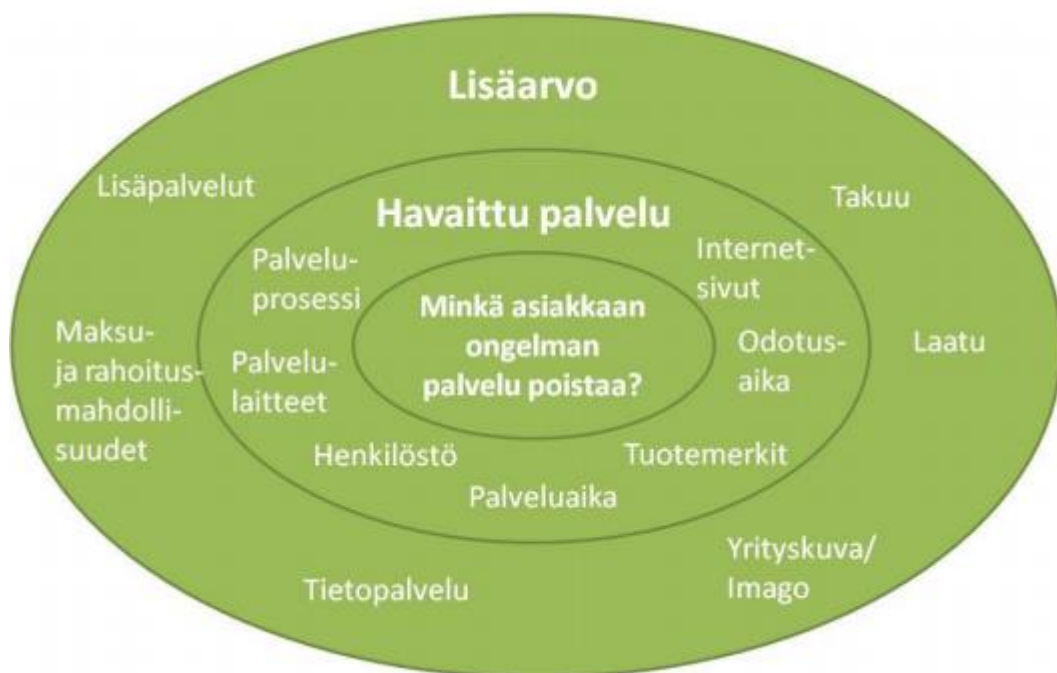 Lisäarvo
Lisäpalvelut
Takuu
Havaittu palvelu
Palvelu-
prosessi
Internet-
sivut
Minkä asiakkaan
ongelman
palvelu poistaa?
Maksu-
ja rahoitus-
mahdolli-
suudet
Palvelu-
laitteet
Odotus-
aika
Laatu
Henkilöstö
Tuotemerkit
Palveluaika
Tietopalvelu
Yrityskuva/
Imago